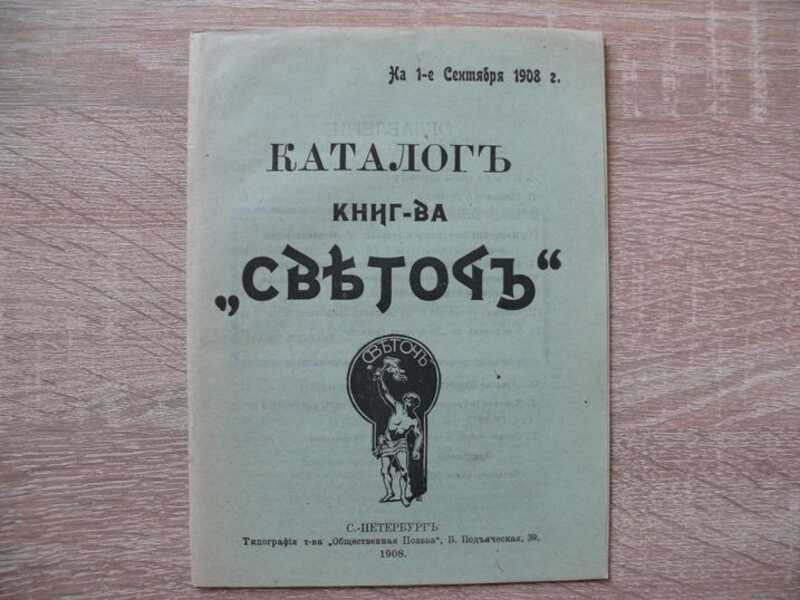 На 1-е Сентября 1908 г.
КАТАЛОГЪ
КНИГ-ВА
„СВѢТОЧЪ“
СВѢТОЧЪ
С.-ПЕТЕРБУРГЪ
Типографія т-ва „Общественная Польза“, Б. Подъяческая, 39.
1908.